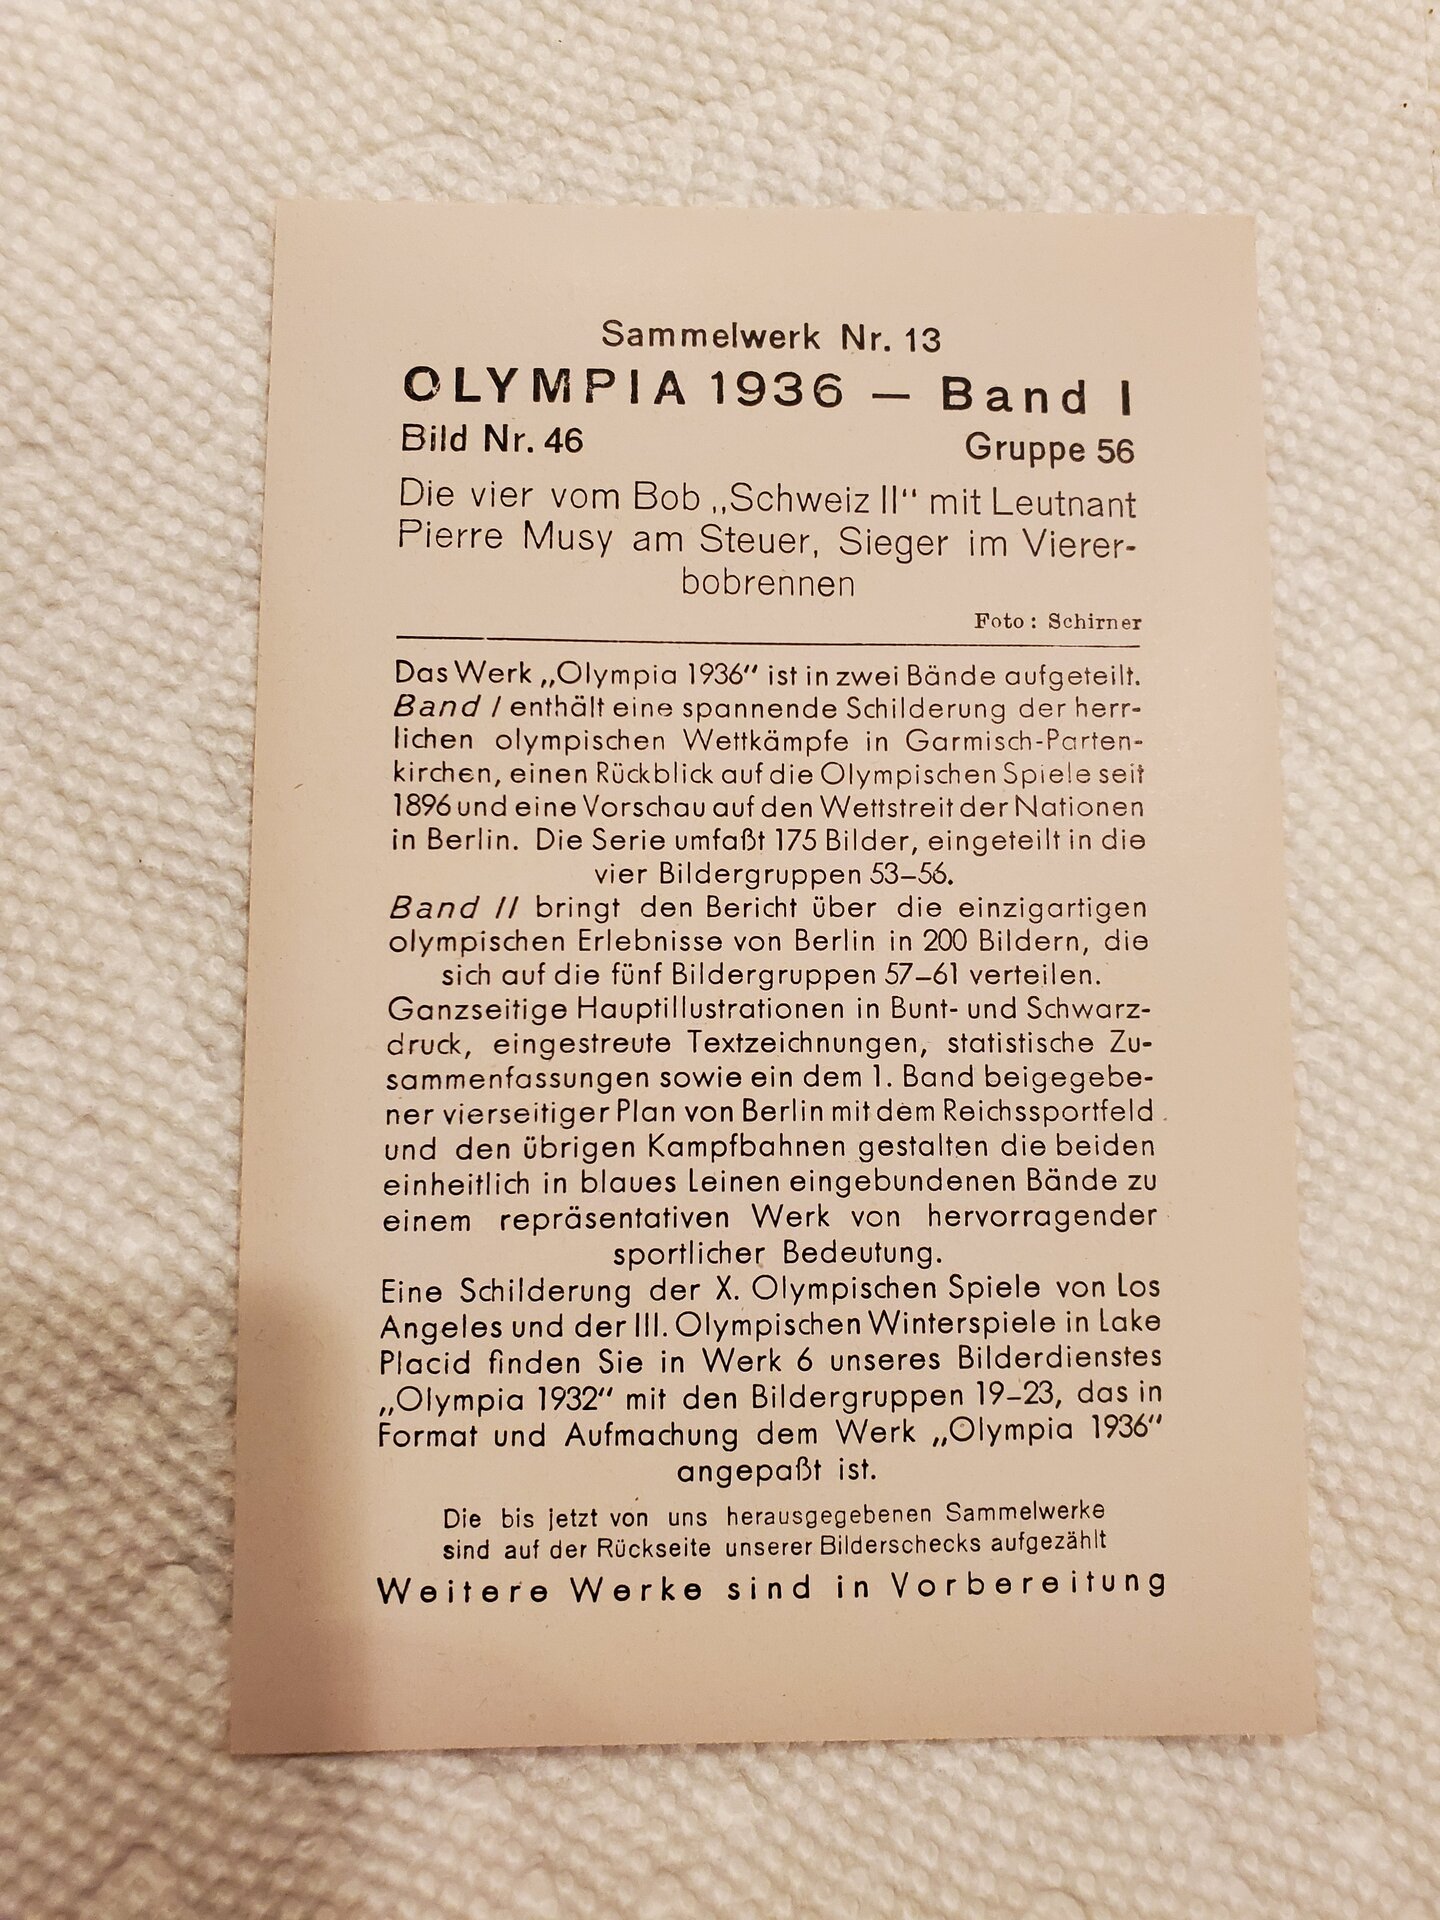 Sammelwerk Nr. 13
OLYMPIA 1936 — Band I
Bild Nr. 46 Gruppe 56
Die vier vom Bob „Schweiz II“ mit Leutnant
Pierre Musy am Steuer, Sieger im Vierer-
bobrennen
Foto: Schirner
Das Werk „Olympia 1936“ ist in zwei Bände aufgeteilt.
Band I enthält eine spannende Schilderung der herr-
lichen olympischen Wettkämpfe in Garmisch-Parten-
kirchen, einen Rückblick auf die Olympischen Spiele seit
1896 und eine Vorschau auf den Wettstreit der Nationen
in Berlin. Die Serie umfaßt 175 Bilder, eingeteilt in die
vier Bildergruppen 53–56.
Band II bringt den Bericht über die einzigartigen
olympischen Erlebnisse von Berlin in 200 Bildern, die
sich auf die fünf Bildergruppen 57–61 verteilen.
Ganzseitige Hauptillustrationen in Bunt- und Schwarz-
druck, eingestreute Textzeichnungen, statistische Zu-
sammenfassungen sowie ein dem 1. Band beigegebe-
ner vierseitiger Plan von Berlin mit dem Reichssportfeld
und den übrigen Kampfbahnen gestalten die beiden
einheitlich in blaues Leinen eingebundenen Bände zu
einem repräsentativen Werk von hervorragender
sportlicher Bedeutung.
Eine Schilderung der X. Olympischen Spiele von Los
Angeles und der III. Olympischen Winterspiele in Lake
Placid finden Sie in Werk 6 unseres Bilderdienstes
„Olympia 1932“ mit den Bildergruppen 19–23, das in
Format und Aufmachung dem Werk „Olympia 1936“
angepaßt ist.
Die bis jetzt von uns herausgegebenen Sammelwerke
sind auf der Rückseite unserer Bilderschecks aufgezählt
Weitere Werke sind in Vorbereitung